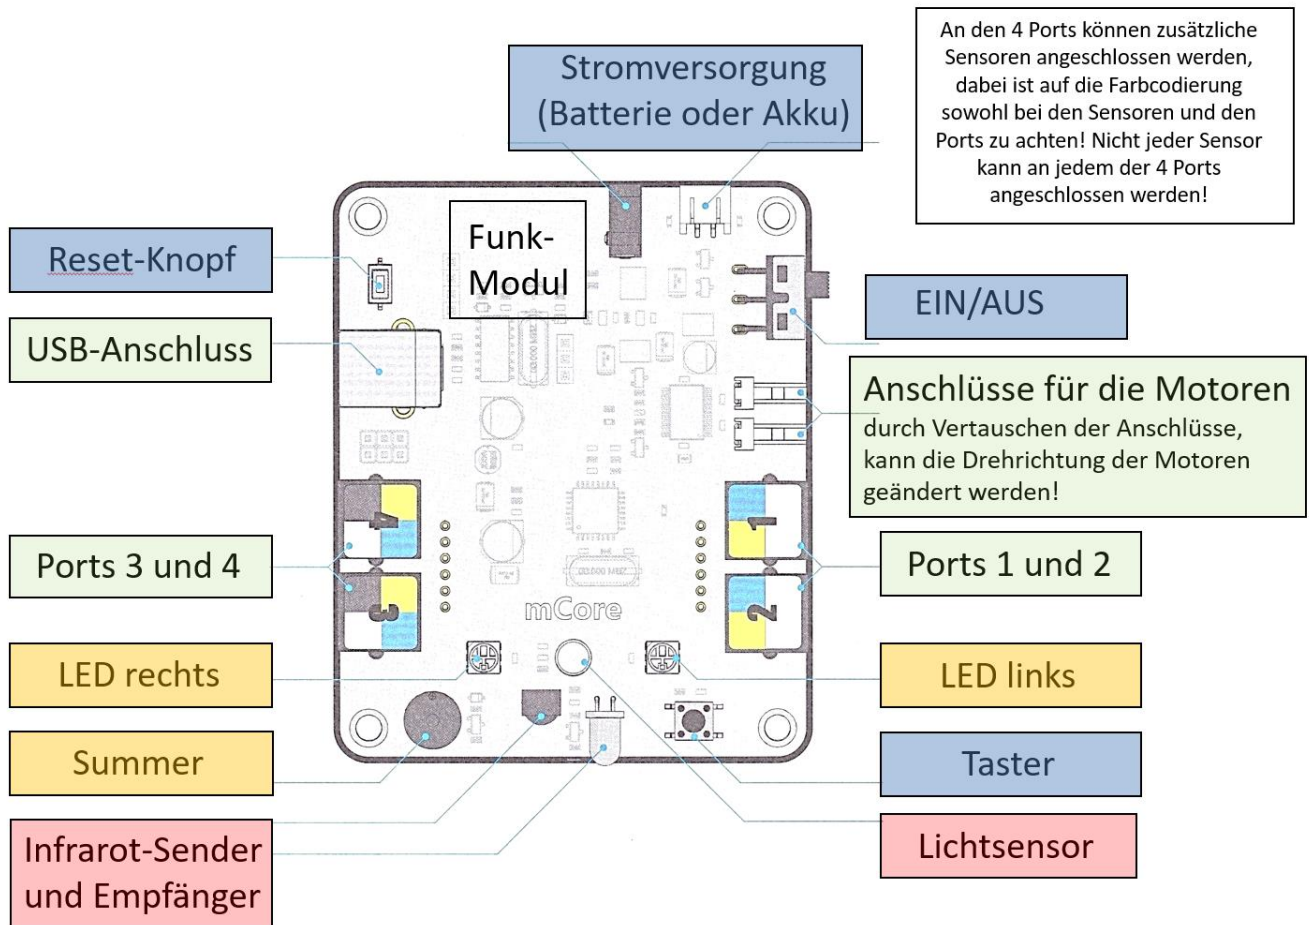 An den 4 Ports können zusätzliche
Sensoren angeschlossen werden,
dabei ist auf die Farbcodierung
sowohl bei den Sensoren und den
Ports zu achten! Nicht jeder Sensor
kann an jedem der 4 Ports
angeschlossen werden!
Stromversorgung
(Batterie oder Akku)
Funk-
Modul
Reset-Knopf
EIN/AUS
USB-Anschluss
Anschlüsse für die Motoren
durch Vertauschen der Anschlüsse,
kann die Drehrichtung der Motoren
geändert werden!
4
1
Ports 3 und 4
Ports 1 und 2
3
2
mCore
LED rechts
LED links
Summer
Taster
Infrarot-Sender
und Empfänger
Lichtsensor